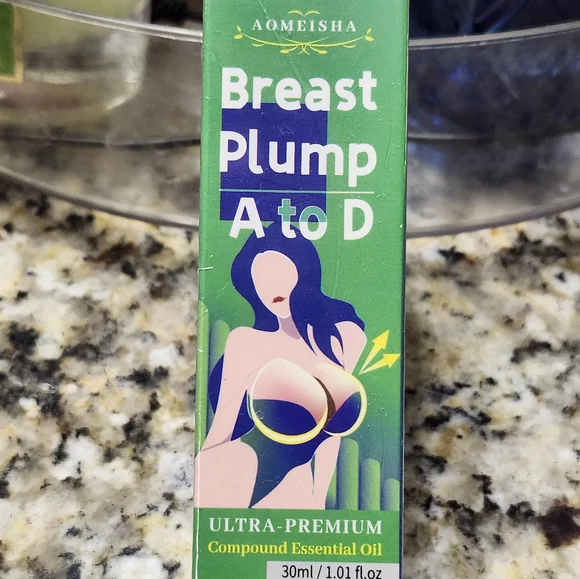 AOMEISHA
Breast
Plump
A to D
ULTRA-PREMIUM
Compound Essential Oil
30ml / 1.01 fl.oz